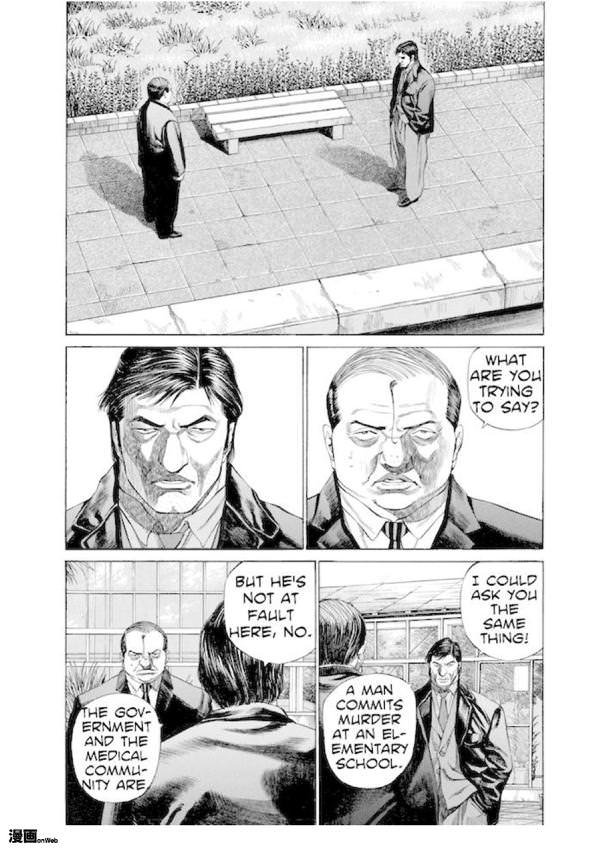 WHAT
ARE YOU
TRYING
TO SAY?
I COULD
ASK YOU
THE
SAME
THING!
A MAN
COMMITS
MURDER
AT AN EL-
EMENTARY
SCHOOL.
BUT HE'S
NOT AT
FAULT
HERE, NO.
THE GOV-
ERNMENT
AND THE
MEDICAL
COMMU-
NITY ARE.
漫画onWeb